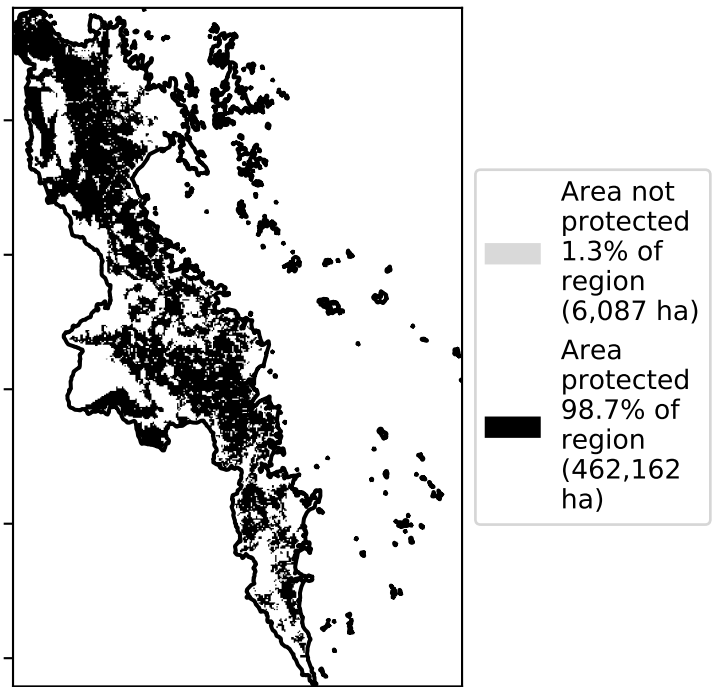 Area not
protected
1.3% of
region
(6,087 ha)
Area
protected
98.7% of
region
(462,162
ha)